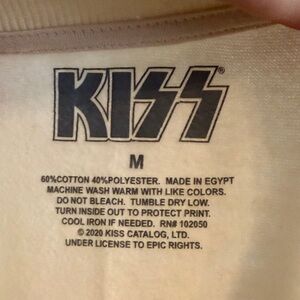 KISS®
M
60%COTTON 40%POLYESTER. MADE IN EGYPT
MACHINE WASH WARM WITH LIKE COLORS.
DO NOT BLEACH. TUMBLE DRY LOW.
TURN INSIDE OUT TO PROTECT PRINT.
COOL IRON IF NEEDED. RN# 102050
© 2020 KISS CATALOG, LTD.
UNDER LICENSE TO EPIC RIGHTS.